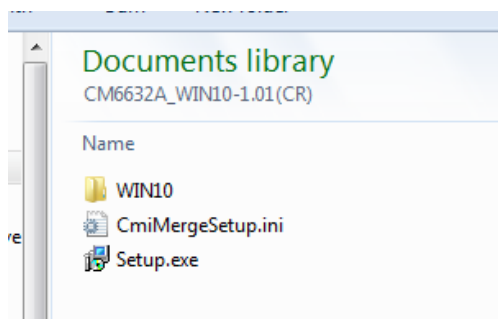 Documents library
CM6632A_WIN10-1.01(CR)
Name
WIN10
CmiMergeSetup.ini
Setup.exe